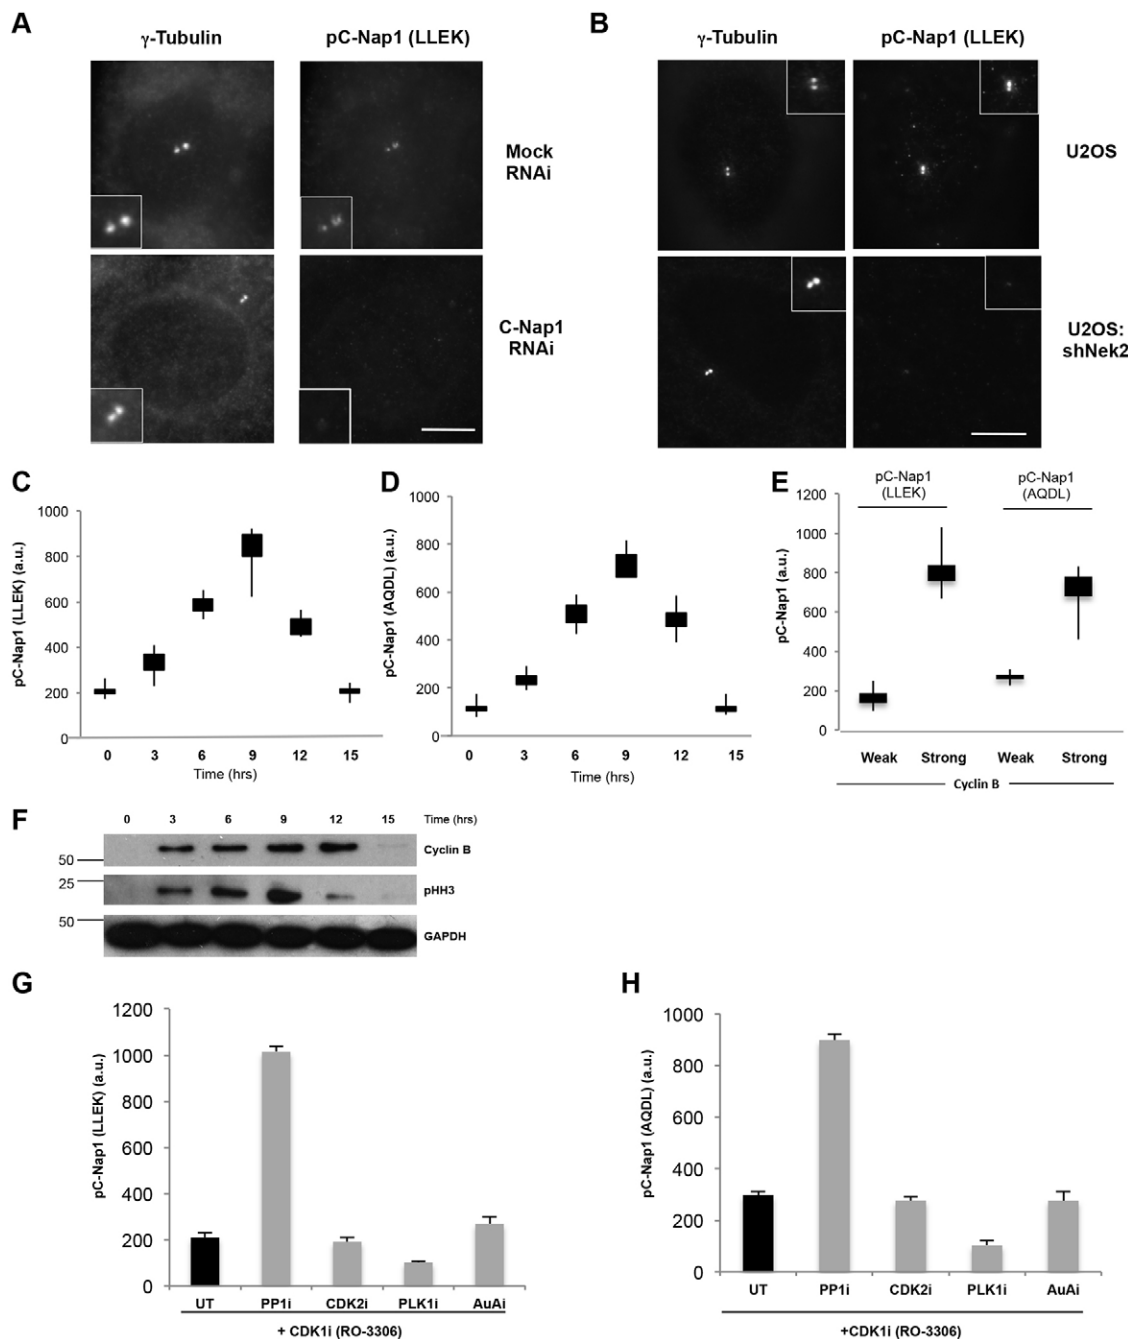 A
γ-Tubulin
pC-Nap1 (LLEK)
Mock
RNAi
C-Nap1
RNAi
B
γ-Tubulin
pC-Nap1 (LLEK)
U2OS
U2OS:
shNek2
C
pC-Nap1 (LLEK) (a.u.)
1000
800
600
400
200
0
0 3 6 9 12 15
Time (hrs)
D
pC-Nap1 (AQDL) (a.u.)
1000
800
600
400
200
0
0 3 6 9 12 15
Time (hrs)
E
pC-Nap1
(LLEK)
pC-Nap1
(AQDL)
pC-Nap1 (a.u.)
1200
1000
800
600
400
200
0
Weak Strong Weak Strong
Cyclin B
F
0 3 6 9 12 15 Time (hrs)
50
Cyclin B
25
pHH3
50
GAPDH
G
pC-Nap1 (LLEK) (a.u.)
1200
1000
800
600
400
200
0
UT PP1i CDK2i PLK1i AuAi
+ CDK1i (RO-3306)
H
pC-Nap1 (AQDL) (a.u.)
1000
800
600
400
200
0
UT PP1i CDK2i PLK1i AuAi
+CDK1i (RO-3306)